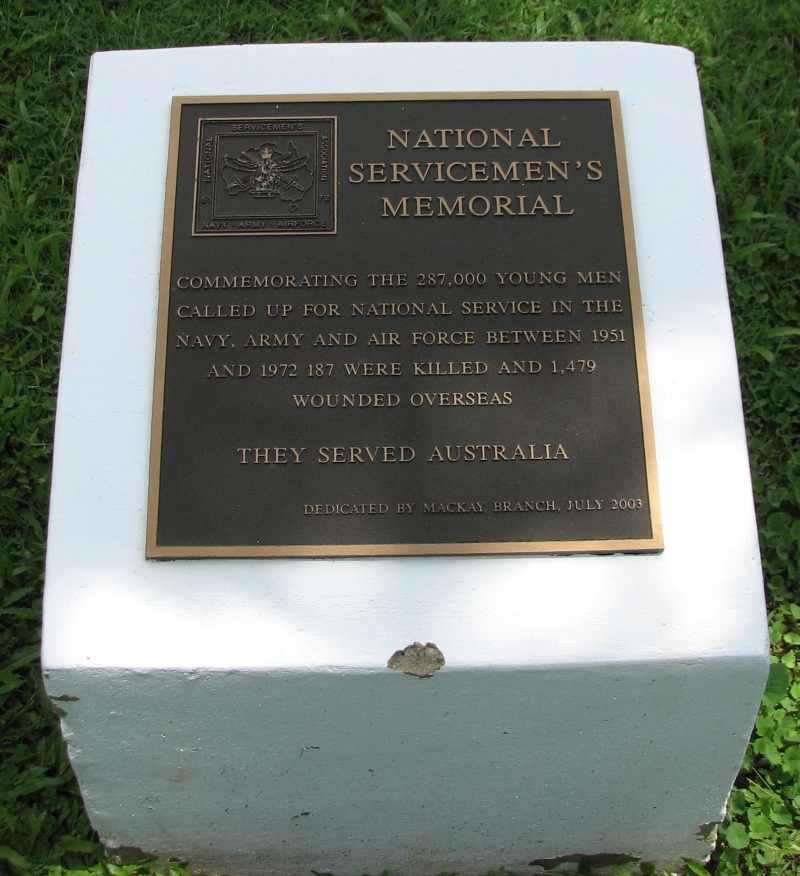 SERVICEMEN'S
NATIONAL
ASSOCIATION
51
72
NAVY · ARMY · AIRFORCE
NATIONAL
SERVICEMEN'S
MEMORIAL
COMMEMORATING THE 287,000 YOUNG MEN
CALLED UP FOR NATIONAL SERVICE IN THE
NAVY, ARMY AND AIR FORCE BETWEEN 1951
AND 1972 187 WERE KILLED AND 1,479
WOUNDED OVERSEAS
THEY SERVED AUSTRALIA
DEDICATED BY MACKAY BRANCH, JULY 2003